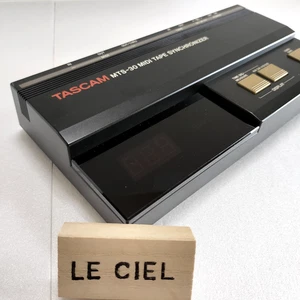 TASCAM MTS-30 MIDI TAPE SYNCHRONIZER
LE CIEL